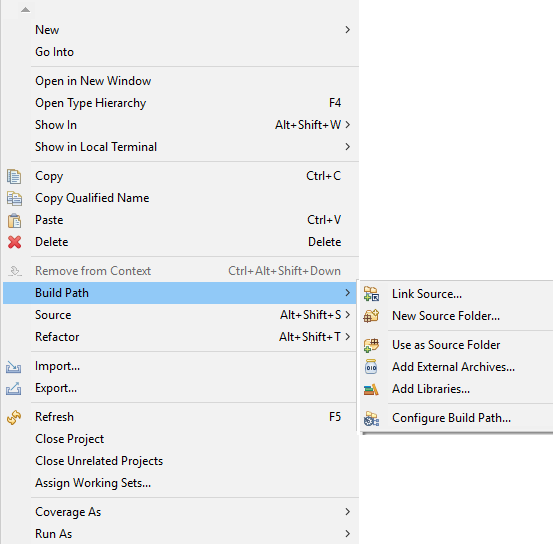 New
Go Into
Open in New Window
Open Type Hierarchy F4
Show In Alt+Shift+W
Show in Local Terminal
Copy Ctrl+C
Copy Qualified Name
Paste Ctrl+V
Delete Delete
Remove from Context Ctrl+Alt+Shift+Down
Build Path
Source Alt+Shift+S
Refactor Alt+Shift+T
Import...
Export...
Refresh F5
Close Project
Close Unrelated Projects
Assign Working Sets...
Coverage As
Run As
Link Source...
New Source Folder...
Use as Source Folder
Add External Archives...
Add Libraries...
Configure Build Path...